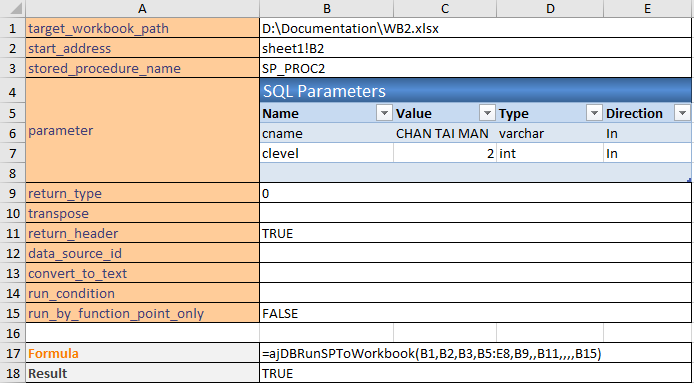 A B C D E
1 target_workbook_path D:\Documentation\WB2.xlsx
2 start_address sheet1!B2
3 stored_procedure_name SP_PROC2
4 SQL Parameters
parameter
5 Name Value Type Direction
6 cname CHAN TAI MAN varchar In
7 clevel 2 int In
8
9 return_type 0
10 transpose
11 return_header TRUE
12 data_source_id
13 convert_to_text
14 run_condition
15 run_by_function_point_only FALSE
16
17 Formula =ajDBRunSPToWorkbook(B1,B2,B3,B5:E8,B9,,B11,,,,B15)
18 Result TRUE